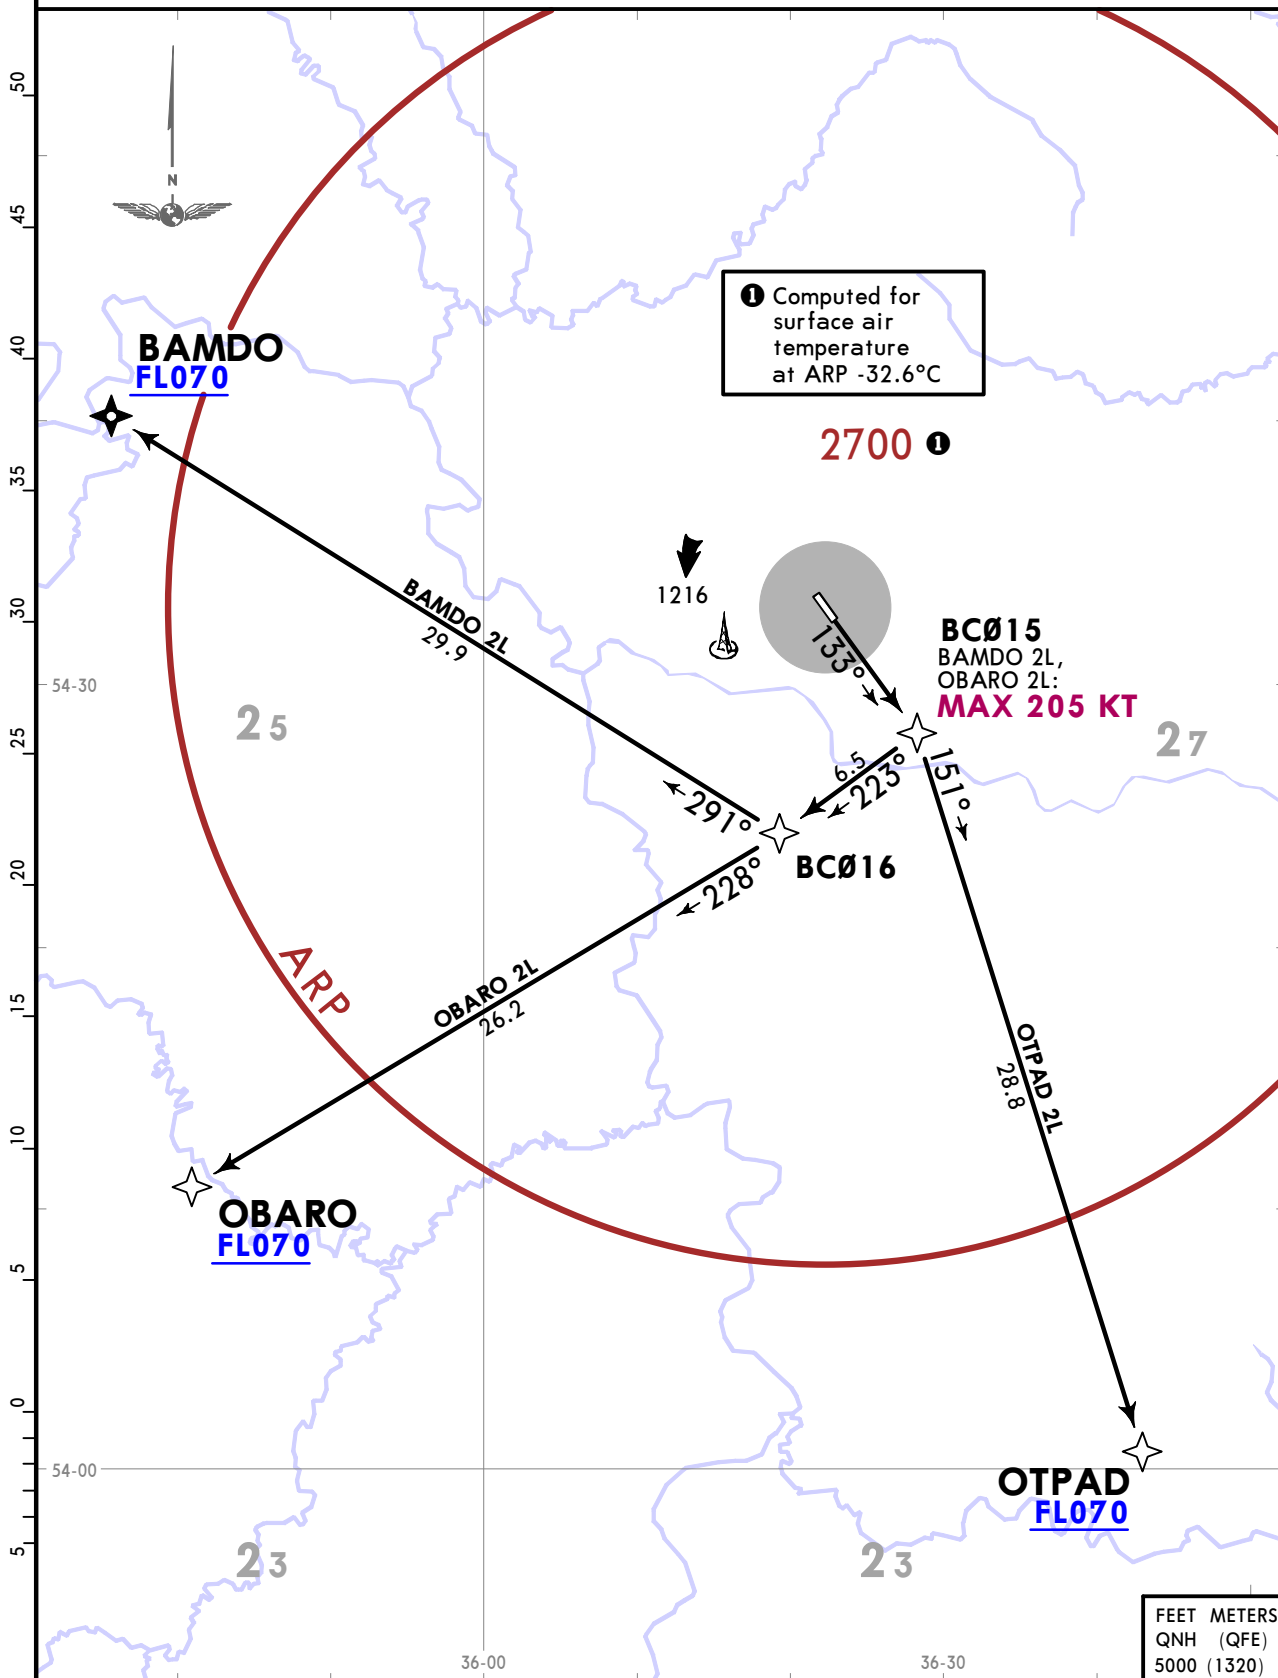 50
45
40
35
30
25
20
15
10
5
0
5
N
BAMDO
FL070
❶ Computed for
surface air
temperature
at ARP -32.6°C
2700 ❶
1216
BAMDO 2L
29.9
133°
BCØ15
BAMDO 2L,
OBARO 2L:
MAX 205 KT
54-30
25
27
6.5
223°
151°
291°
BCØ16
228°
ARP
OBARO 2L
26.2
OTPAD 2L
28.8
OBARO
FL070
54-00
OTPAD
FL070
23
23
36-00
36-30
FEET METERS
QNH (QFE)
5000 (1320)